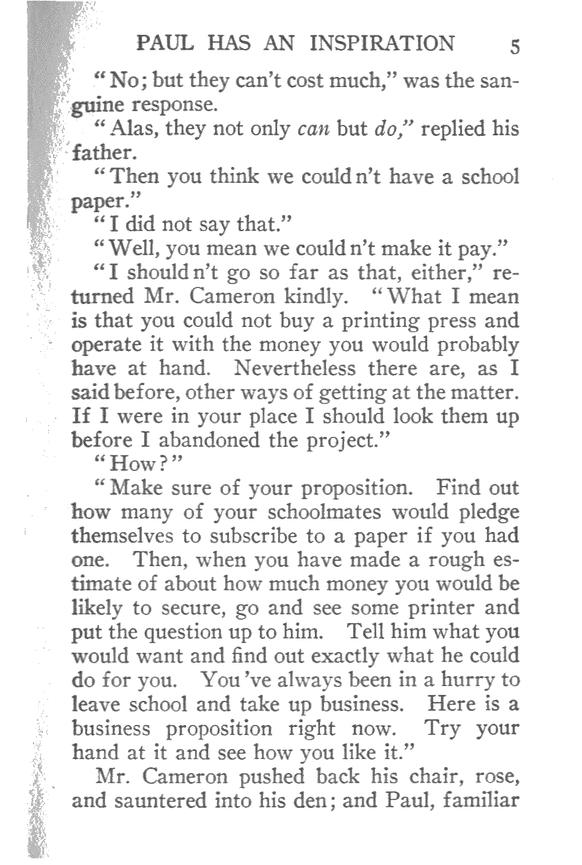 PAUL HAS AN INSPIRATION 5
“No; but they can’t cost much,” was the san-
guine response.
“Alas, they not only can but do,” replied his
father.
“Then you think we could n’t have a school
paper.”
“I did not say that.”
“Well, you mean we could n’t make it pay.”
“I should n’t go so far as that, either,” re-
turned Mr. Cameron kindly. “What I mean
is that you could not buy a printing press and
operate it with the money you would probably
have at hand. Nevertheless there are, as I
said before, other ways of getting at the matter.
If I were in your place I should look them up
before I abandoned the project.”
“How?”
“Make sure of your proposition. Find out
how many of your schoolmates would pledge
themselves to subscribe to a paper if you had
one. Then, when you have made a rough es-
timate of about how much money you would be
likely to secure, go and see some printer and
put the question up to him. Tell him what you
would want and find out exactly what he could
do for you. You ’ve always been in a hurry to
leave school and take up business. Here is a
business proposition right now. Try your
hand at it and see how you like it.”
Mr. Cameron pushed back his chair, rose,
and sauntered into his den; and Paul, familiar